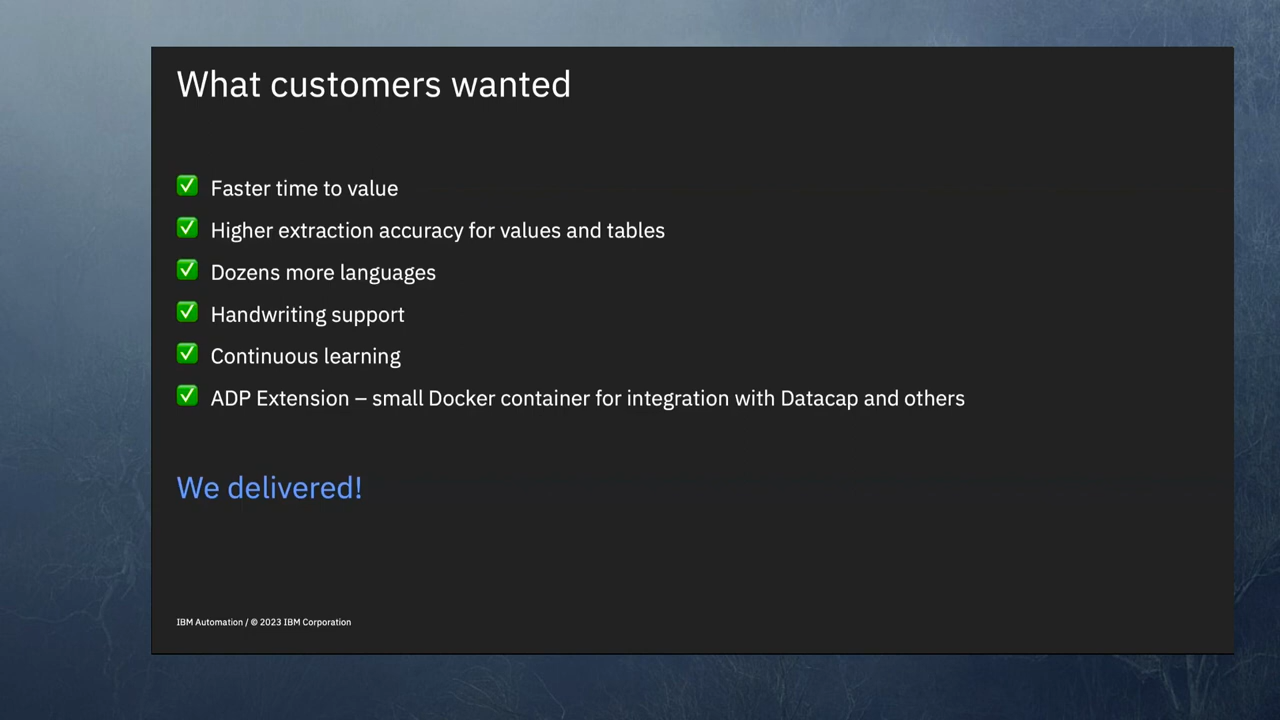 What customers wanted
✅ Faster time to value
✅ Higher extraction accuracy for values and tables
✅ Dozens more languages
✅ Handwriting support
✅ Continuous learning
✅ ADP Extension – small Docker container for integration with Datacap and others
We delivered!
IBM Automation / © 2023 IBM Corporation